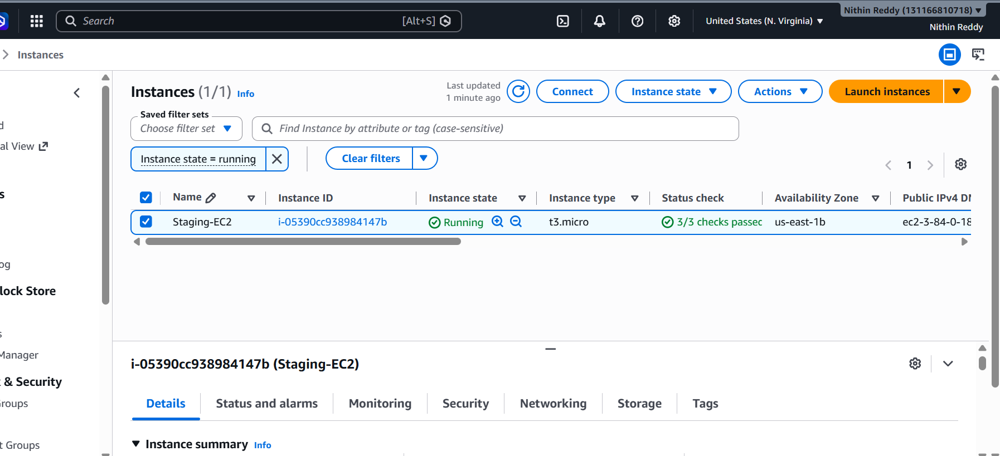 Search [Alt+S]
United States (N. Virginia) ▼
Nithin Reddy (131166810718) ▼
Nithin Reddy
Instances
Instances (1/1) Info
Last updated
1 minute ago
Connect
Instance state
Actions
Launch instances
Saved filter sets
Choose filter set
Find Instance by attribute or tag (case-sensitive)
Instance state = running
Clear filters
1
Name
Instance ID
Instance state
Instance type
Status check
Availability Zone
Public IPv4 D
Staging-EC2
i-05390cc938984147b
Running
t3.micro
3/3 checks passec
us-east-1b
ec2-3-84-0-18
d
al View
s
og
lock Store
s
Manager
& Security
Groups
t Groups
i-05390cc938984147b (Staging-EC2)
Details
Status and alarms
Monitoring
Security
Networking
Storage
Tags
Instance summary Info